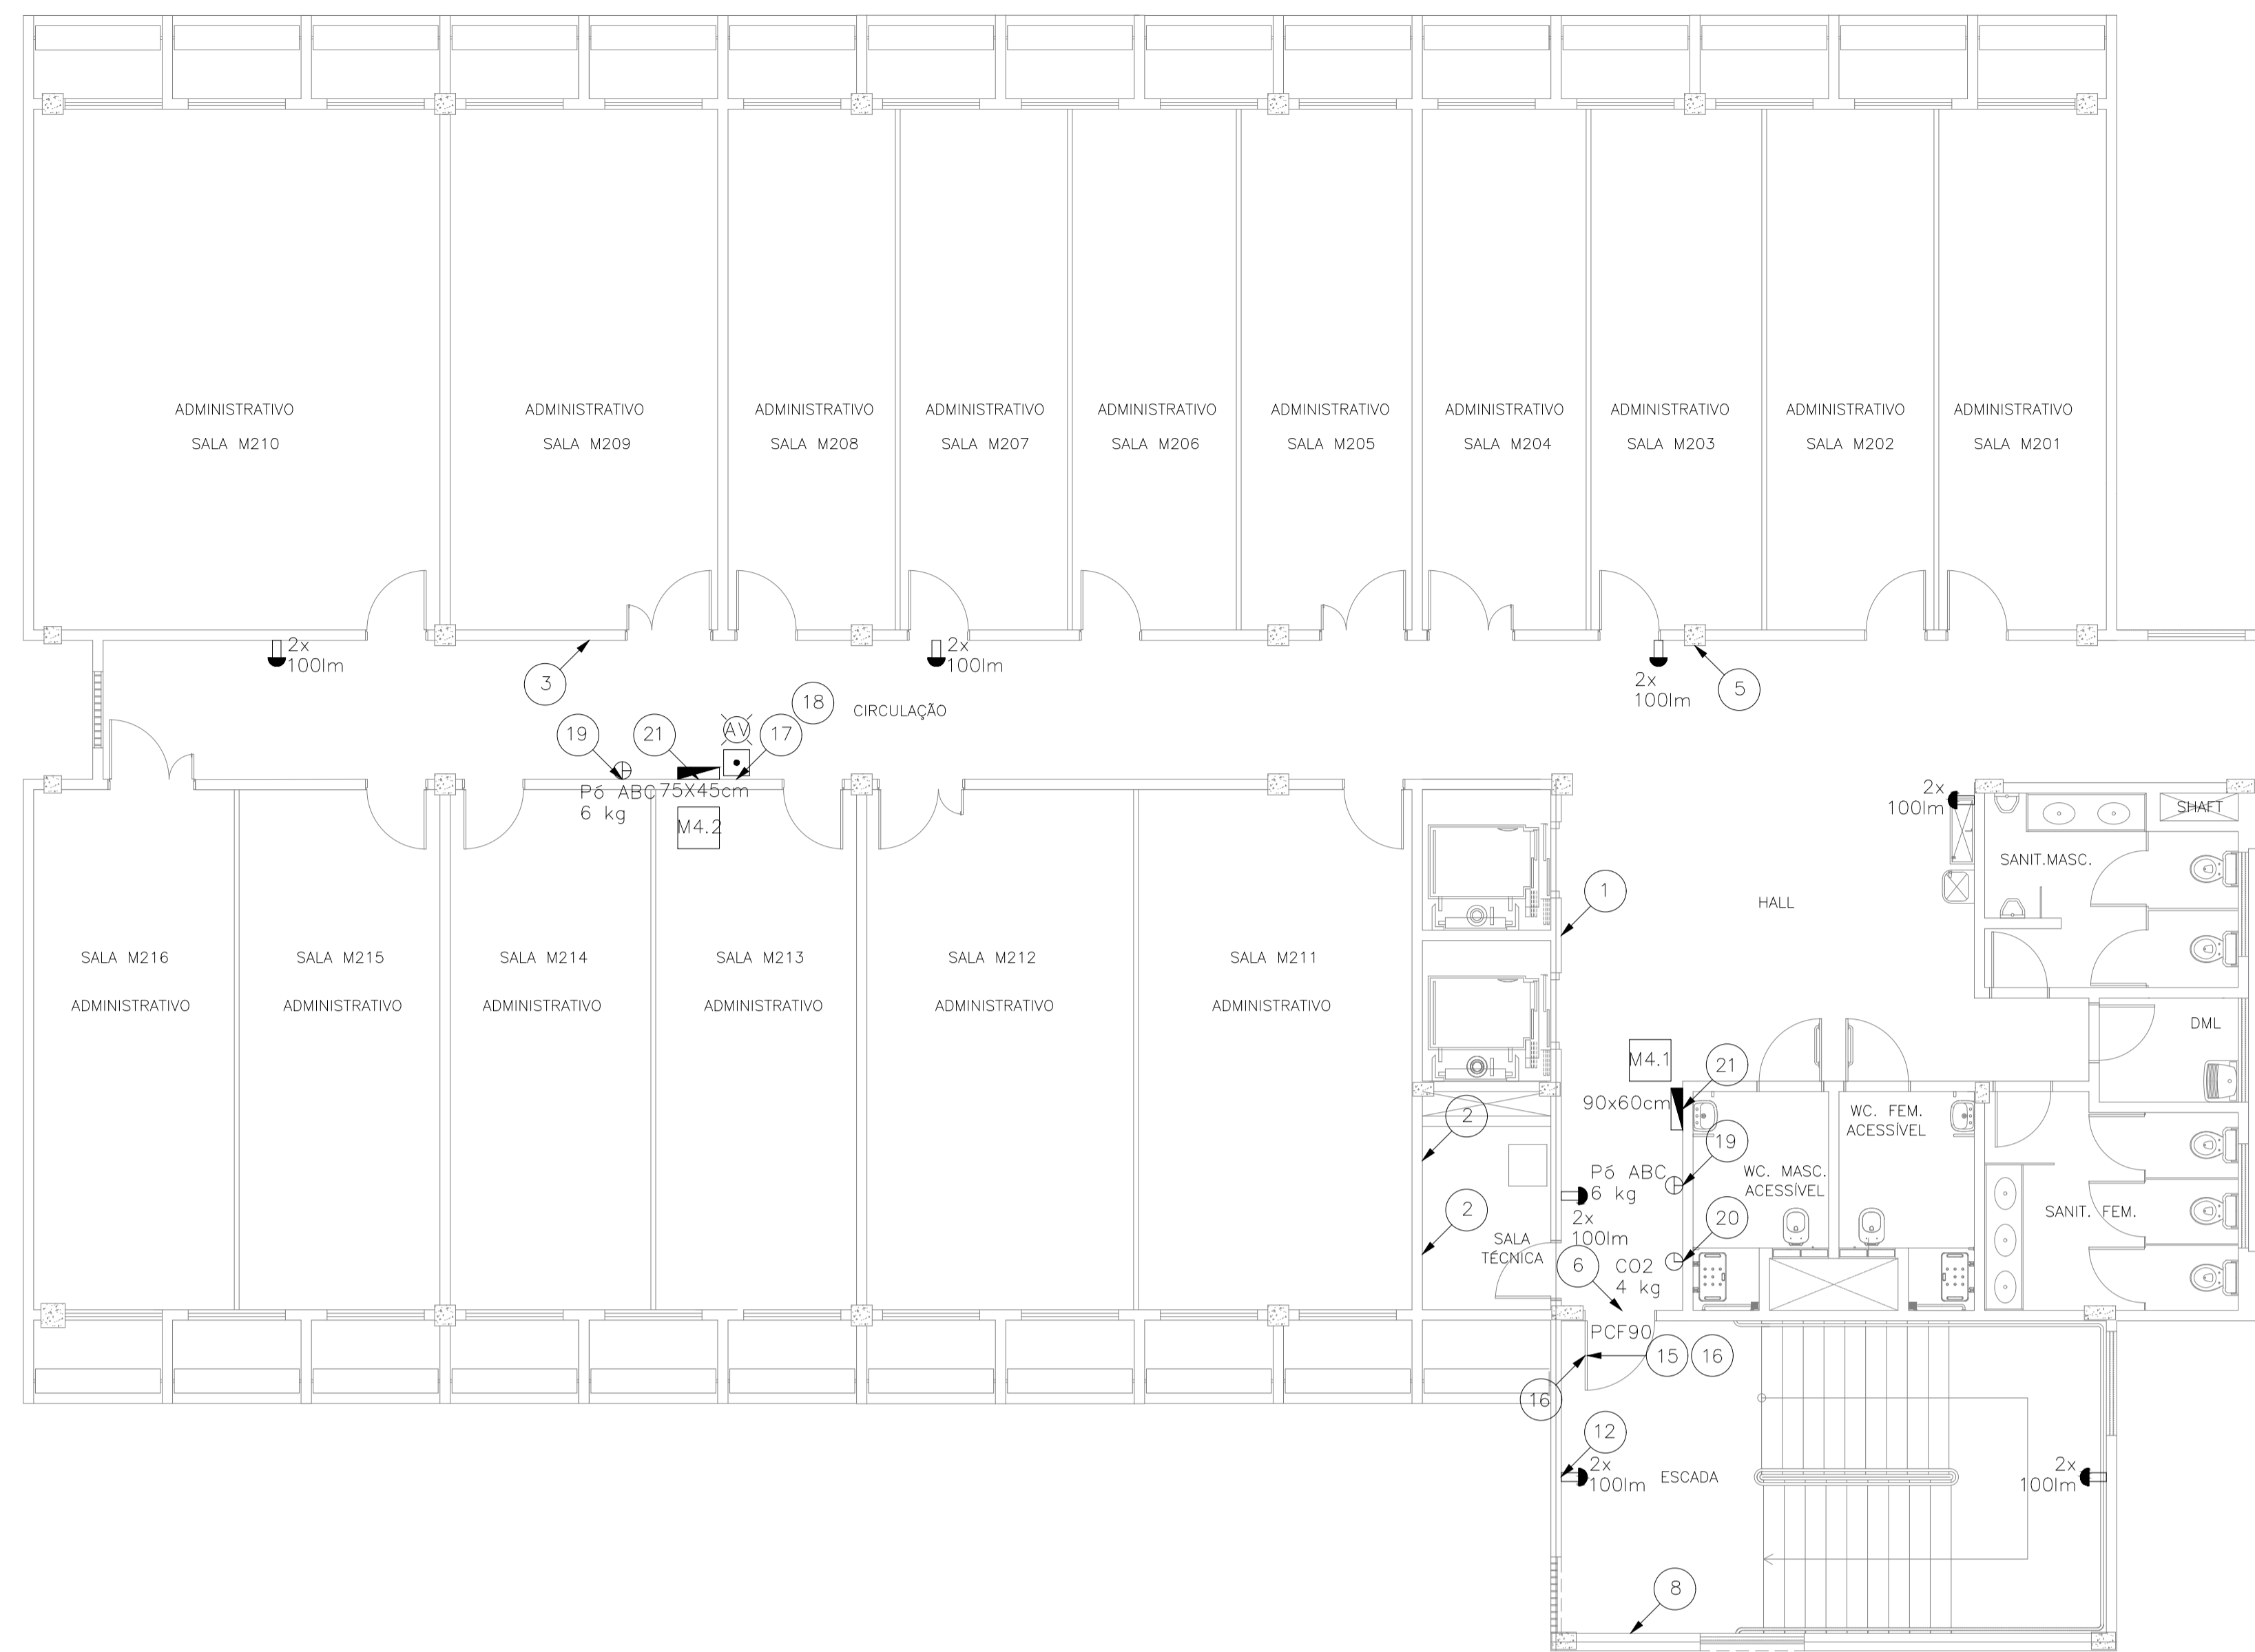 ADMINISTRATIVO
SALA M210
ADMINISTRATIVO
SALA M209
ADMINISTRATIVO
SALA M208
ADMINISTRATIVO
SALA M207
ADMINISTRATIVO
SALA M206
ADMINISTRATIVO
SALA M205
ADMINISTRATIVO
SALA M204
ADMINISTRATIVO
SALA M203
ADMINISTRATIVO
SALA M202
ADMINISTRATIVO
SALA M201
2x
100lm
2x
100lm
2x
100lm
3
5
18
CIRCULAÇÃO
19
21
AV
17
Pó ABC
6 kg
75X45cm
M4.2
2x
100lm
SHAFT
SANIT.MASC.
1
HALL
SALA M216
ADMINISTRATIVO
SALA M215
ADMINISTRATIVO
SALA M214
ADMINISTRATIVO
SALA M213
ADMINISTRATIVO
SALA M212
ADMINISTRATIVO
SALA M211
ADMINISTRATIVO
DML
M4.1
21
90x60cm
2
WC. FEM.
ACESSÍVEL
19
Pó ABC
6 kg
WC. MASC.
ACESSÍVEL
2
2x
100lm
20
SANIT. FEM.
SALA
TÉCNICA
6
CO2
4 kg
PCF90
15
16
16
12
2x
100lm
ESCADA
2x
100lm
8